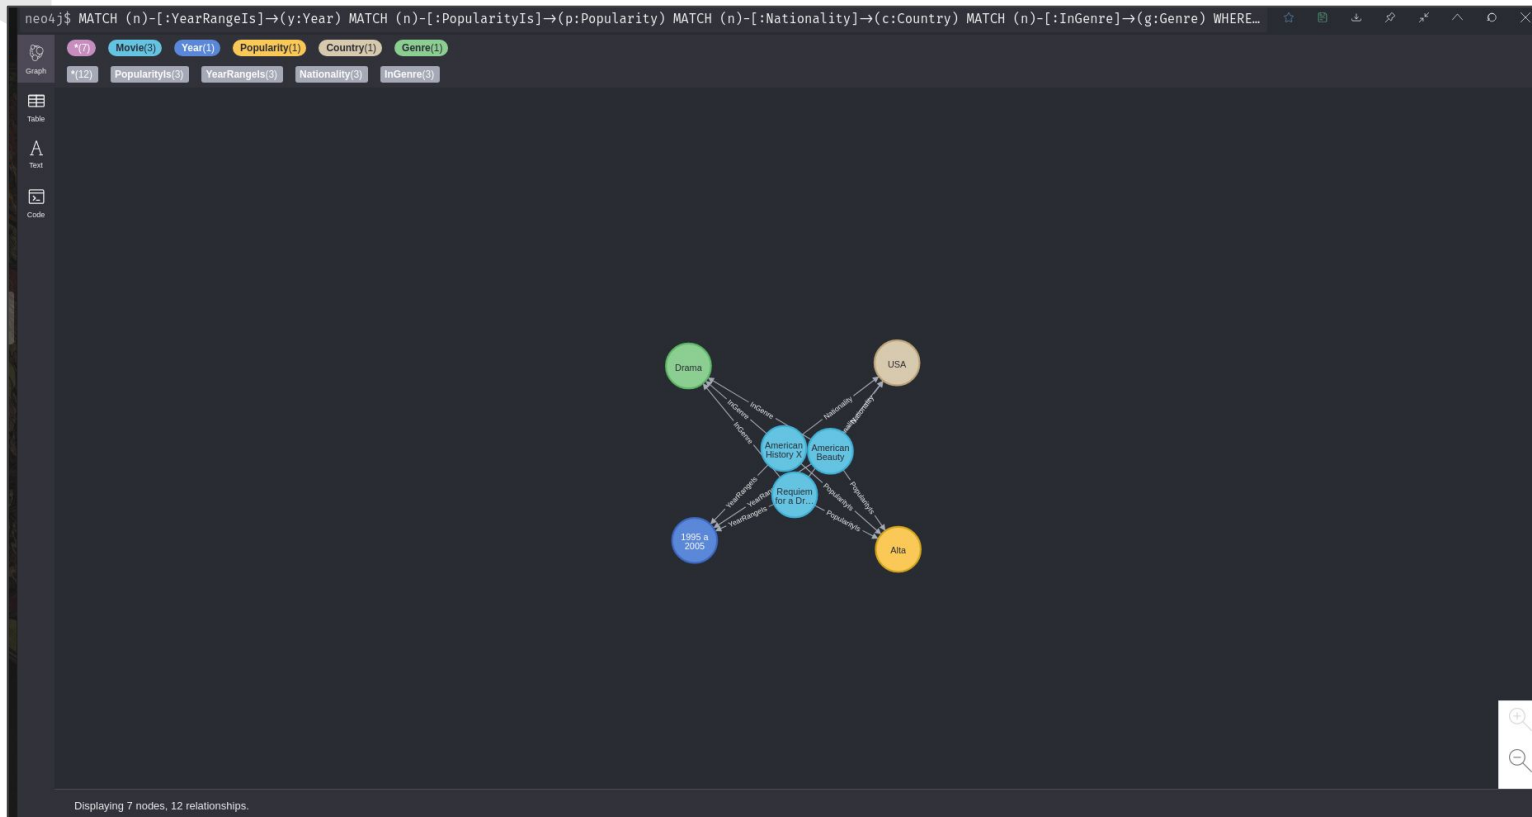 neo4j$ MATCH (n)-[:YearRangeIs]→(y:Year) MATCH (n)-[:PopularityIs]→(p:Popularity) MATCH (n)-[:Nationality]→(c:Country) MATCH (n)-[:InGenre]→(g:Genre) WHERE…
*(7) Movie(3) Year(1) Popularity(1) Country(1) Genre(1)
*(12) PopularityIs(3) YearRangeIs(3) Nationality(3) InGenre(3)
Graph
Table
Text
Code
Drama
USA
InGenre
InGenre
InGenre
Nationality
Nationality
American
History X
American
Beauty
Requiem
for a Dr…
YearRangeIs
YearRangeIs
PopularityIs
PopularityIs
PopularityIs
1995 a
2005
Alta
Displaying 7 nodes, 12 relationships.